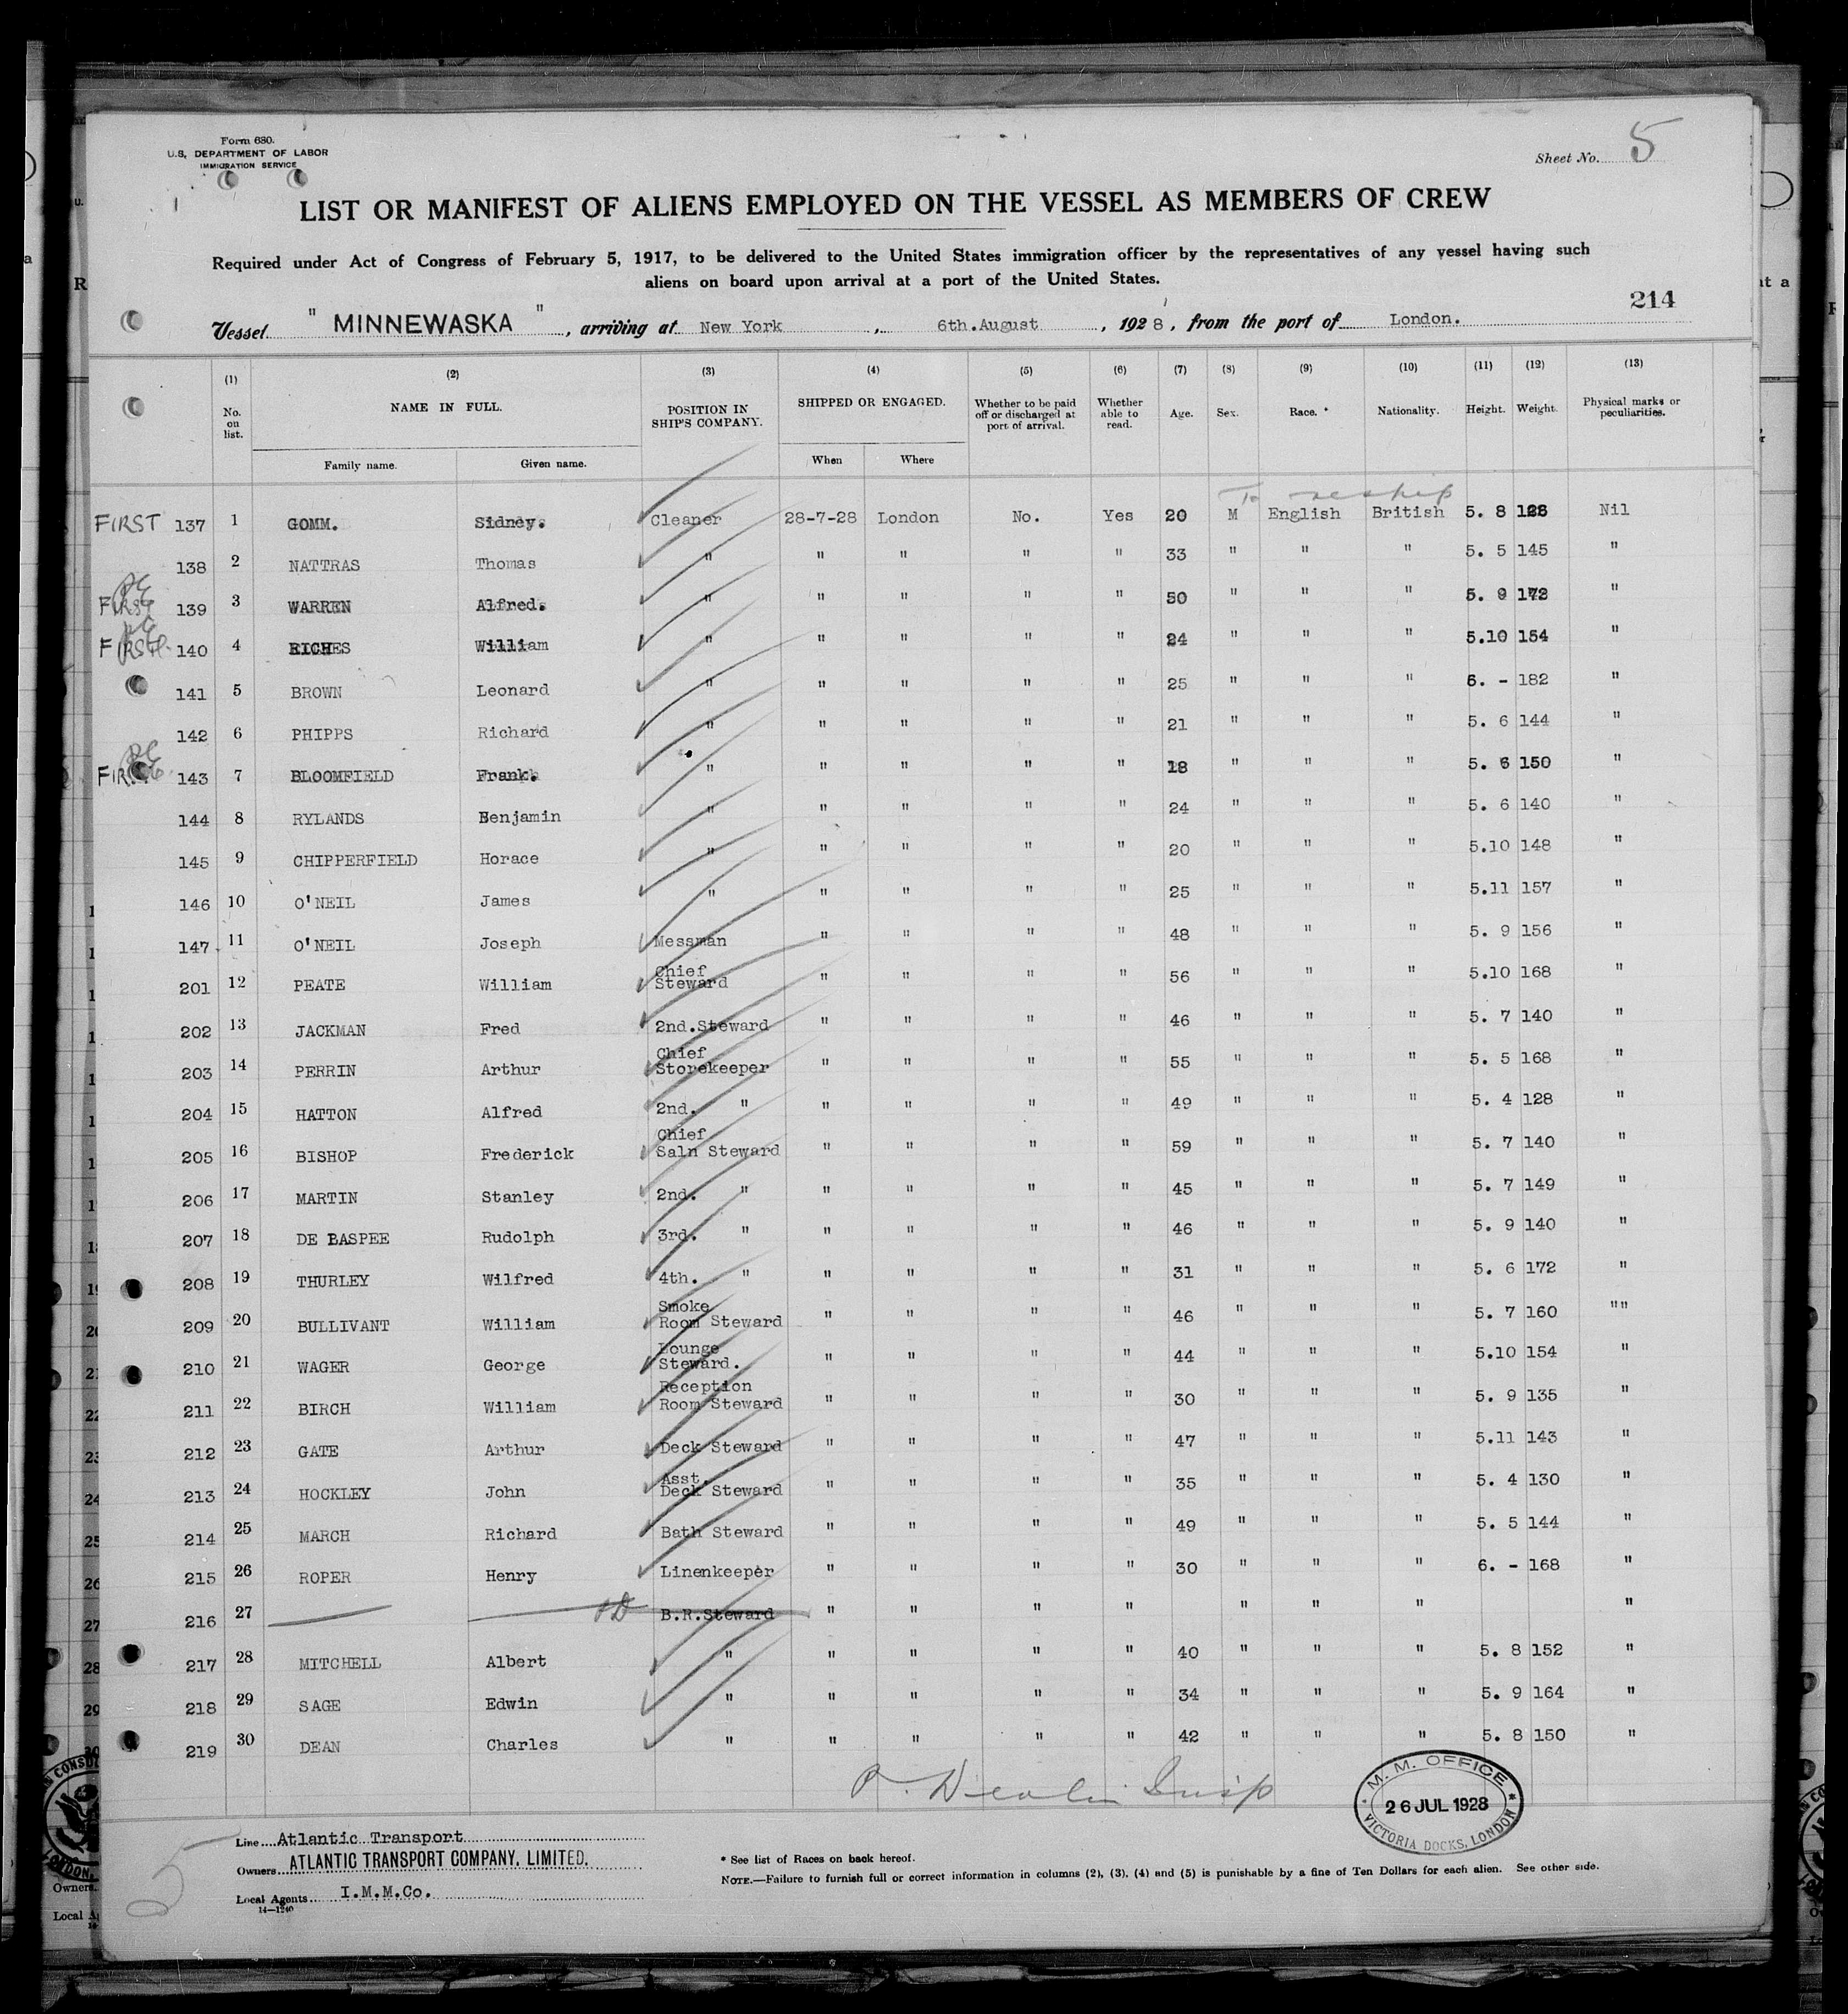 Form 680.
U.S. DEPARTMENT OF LABOR
IMMIGRATION SERVICE
Sheet No. 5
LIST OR MANIFEST OF ALIENS EMPLOYED ON THE VESSEL AS MEMBERS OF CREW
Required under Act of Congress of February 5, 1917, to be delivered to the United States immigration officer by the representatives of any vessel having such
aliens on board upon arrival at a port of the United States.
214
Vessel " MINNEWASKA ", arriving at New York, 6th.August, 1928, from the port of London.
(1) (2) (3) (4) (5) (6) (7) (8) (9) (10) (11) (12) (13)
No. on list. NAME IN FULL. POSITION IN SHIP'S COMPANY. SHIPPED OR ENGAGED. Whether to be paid off or discharged at port of arrival. Whether able to read. Age. Sex. Race.* Nationality. Height. Weight. Physical marks or peculiarities.
Family name. Given name. When Where
To reship
FIRST 137 1 GOMM. Sidney. Cleaner 28-7-28 London No. Yes 20 M English British 5. 8 Nil
138 2 NATTRAS Thomas " " " " " 33 " " " 5. 5 145 "
FIRST 139 3 WARREN Alfred. " " " " " 50 " " " 5. 9 172 "
FIRST 140 4 RICHES William " " " " " 24 " " " 5.10 154 "
141 5 BROWN Leonard " " " " " 25 " " " 6. - 182 "
142 6 PHIPPS Richard " " " " " 21 " " " 5. 6 144 "
FIRST 143 7 BLOOMFIELD Frank. " " " " " 18 " " " 5. 6 150 "
144 8 RYLANDS Benjamin " " " " " 24 " " " 5. 6 140 "
145 9 CHIPPERFIELD Horace " " " " " 20 " " " 5.10 148 "
146 10 O'NEIL James " " " " " 25 " " " 5.11 157 "
147 11 O'NEIL Joseph Messman " " " " 48 " " " 5. 9 156 "
201 12 PEATE William Chief Steward " " " " 56 " " " 5.10 168 "
202 13 JACKMAN Fred 2nd.Steward " " " " 46 " " " 5. 7 140 "
203 14 PERRIN Arthur Chief Storekeeper " " " " 55 " " " 5. 5 168 "
204 15 HATTON Alfred 2nd. " " " " " 49 " " " 5. 4 128 "
205 16 BISHOP Frederick Chief Saln Steward " " " " 59 " " " 5. 7 140 "
206 17 MARTIN Stanley 2nd. " " " " " 45 " " " 5. 7 149 "
207 18 DE BASPEE Rudolph 3rd. " " " " " 46 " " " 5. 9 140 "
208 19 THURLEY Wilfred 4th. " " " " " 31 " " " 5. 6 172 "
209 20 BULLIVANT William Smoke Room Steward " " " " 46 " " " 5. 7 160 ""
210 21 WAGER George Lounge Steward. " " " " 44 " " " 5.10 154 "
211 22 BIRCH William Reception Room Steward " " " " 30 " " " 5. 9 135 "
212 23 GATE Arthur Deck Steward " " " " 47 " " " 5.11 143 "
213 24 HOCKLEY John Asst. Deck Steward " " " " 35 " " " 5. 4 130 "
214 25 MARCH Richard Bath Steward " " " " 49 " " " 5. 5 144 "
215 26 ROPER Henry Linenkeeper " " " " 30 " " " 6. - 168 "
216 27 B.R.Steward " " " " " " " "
217 28 MITCHELL Albert " " " " " 40 " " " 5. 8 152 "
218 29 SAGE Edwin " " " " " 34 " " " 5. 9 164 "
219 30 DEAN Charles " " " " " 42 " " " 5. 8 150 "
M. M. OFFICE
26 JUL 1928
VICTORIA DOCKS, LONDON
5
Line Atlantic Transport
Owners ATLANTIC TRANSPORT COMPANY, LIMITED.
Local Agents I.M.M.Co.
14—1240
* See list of Races on back hereof.
NOTE.—Failure to furnish full or correct information in columns (2), (3), (4) and (5) is punishable by a fine of Ten Dollars for each alien. See other side.